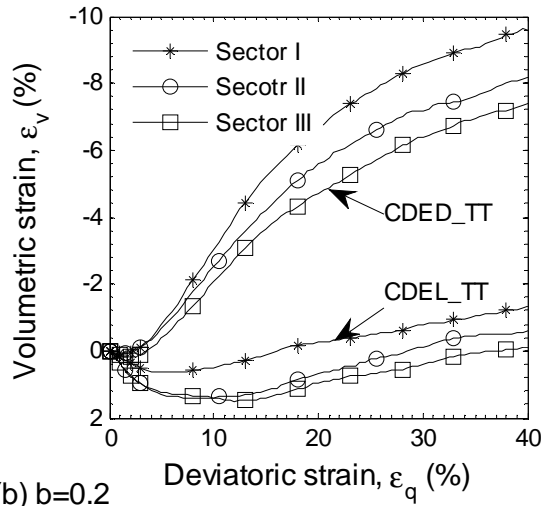 -10
-8
-6
-4
-2
0
2
Volumetric strain, εv (%)
Sector I
Secotr II
Sector III
CDED_TT
CDEL_TT
0 10 20 30 40
Deviatoric strain, εq (%)
(b) b=0.2